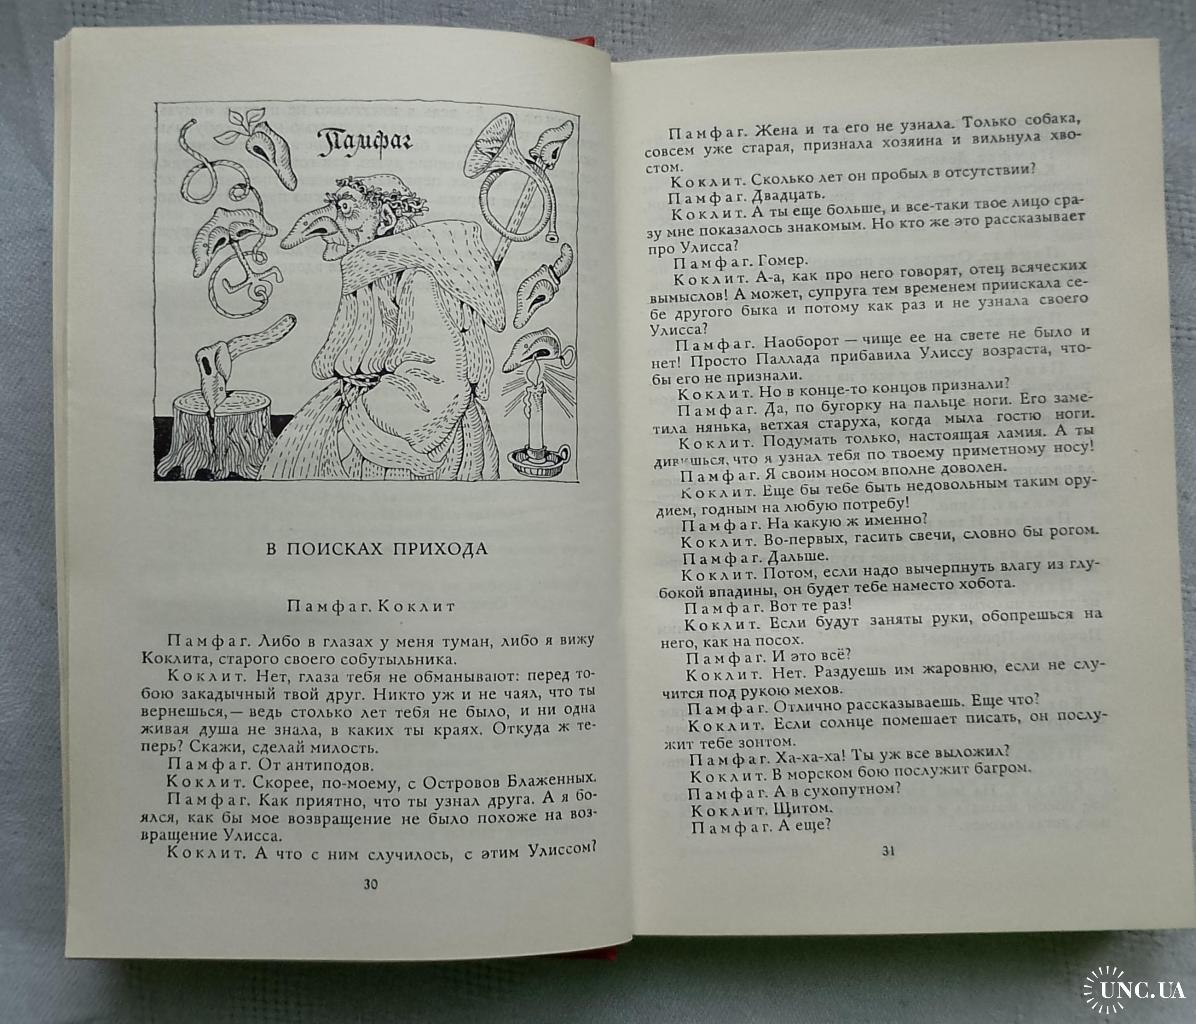 Памфаг
В ПОИСКАХ ПРИХОДА
Памфаг. Коклит
Памфаг. Либо в глазах у меня туман, либо я вижу
Коклита, старого своего собутыльника.
Коклит. Нет, глаза тебя не обманывают: перед то-
бою закадычный твой друг. Никто уж и не чаял, что ты
вернешься,— ведь столько лет тебя не было, и ни одна
живая душа не знала, в каких ты краях. Откуда ж те-
перь? Скажи, сделай милость.
Памфаг. От антиподов.
Коклит. Скорее, по-моему, с Островов Блаженных.
Памфаг. Как приятно, что ты узнал друга. А я бо-
ялся, как бы мое возвращение не было похоже на воз-
вращение Улисса.
Коклит. А что с ним случилось, с этим Улиссом?
30
Памфаг. Жена и та его не узнала. Только собака,
совсем уже старая, признала хозяина и вильнула хво-
стом.
Коклит. Сколько лет он пробыл в отсутствии?
Памфаг. Двадцать.
Коклит. А ты еще больше, и все-таки твое лицо сра-
зу мне показалось знакомым. Но кто же это рассказывает
про Улисса?
Памфаг. Гомер.
Коклит. А-а, как про него говорят, отец всяческих
вымыслов! А может, супруга тем временем приискала се-
бе другого быка и потому как раз и не узнала своего
Улисса?
Памфаг. Наоборот — чище ее на свете не было и
нет! Просто Паллада прибавила Улиссу возраста, что-
бы его не признали.
Коклит. Но в конце-то концов признали?
Памфаг. Да, по бугорку на пальце ноги. Его заме-
тила нянька, ветхая старуха, когда мыла гостю ноги.
Коклит. Подумать только, настоящая ламия. А ты
дивишься, что я узнал тебя по твоему приметному носу!
Памфаг. Я своим носом вполне доволен.
Коклит. Еще бы тебе быть недовольным таким ору-
дием, годным на любую потребу!
Памфаг. На какую ж именно?
Коклит. Во-первых, гасить свечи, словно бы рогом.
Памфаг. Дальше.
Коклит. Потом, если надо вычерпнуть влагу из глу-
бокой впадины, он будет тебе наместо хобота.
Памфаг. Вот те раз!
Коклит. Если будут заняты руки, обопрешься на
него, как на посох.
Памфаг. И это всё?
Коклит. Нет. Раздуешь им жаровню, если не слу-
чится под рукою мехов.
Памфаг. Отлично рассказываешь. Еще что?
Коклит. Если солнце помешает писать, он послу-
жит тебе зонтом.
Памфаг. Ха-ха-ха! Ты уж все выложил?
Коклит. В морском бою послужит багром.
Памфаг. А в сухопутном?
Коклит. Щитом.
Памфаг. А еще?
31
UNC.UA